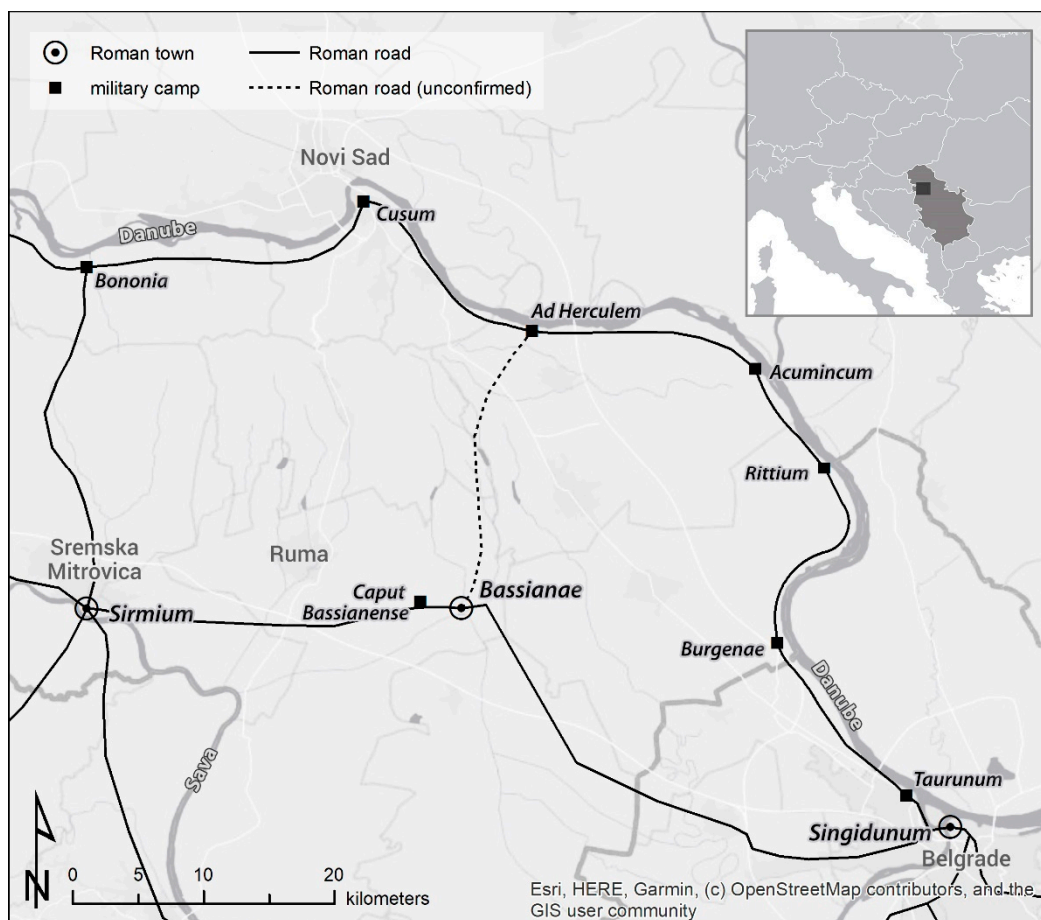 Roman town
military camp
Roman road
Roman road (unconfirmed)
Novi Sad
Cusum
Danube
Bononia
Ad Herculem
Acumincum
Rittium
Sremska
Mitrovica
Ruma
Caput
Bassianense
Bassianae
Sirmium
Burgenae
Danube
Sava
Taurunum
Singidunum
Belgrade
N
0 10 20
kilometers
Esri, HERE, Garmin, (c) OpenStreetMap contributors, and the
GIS user community